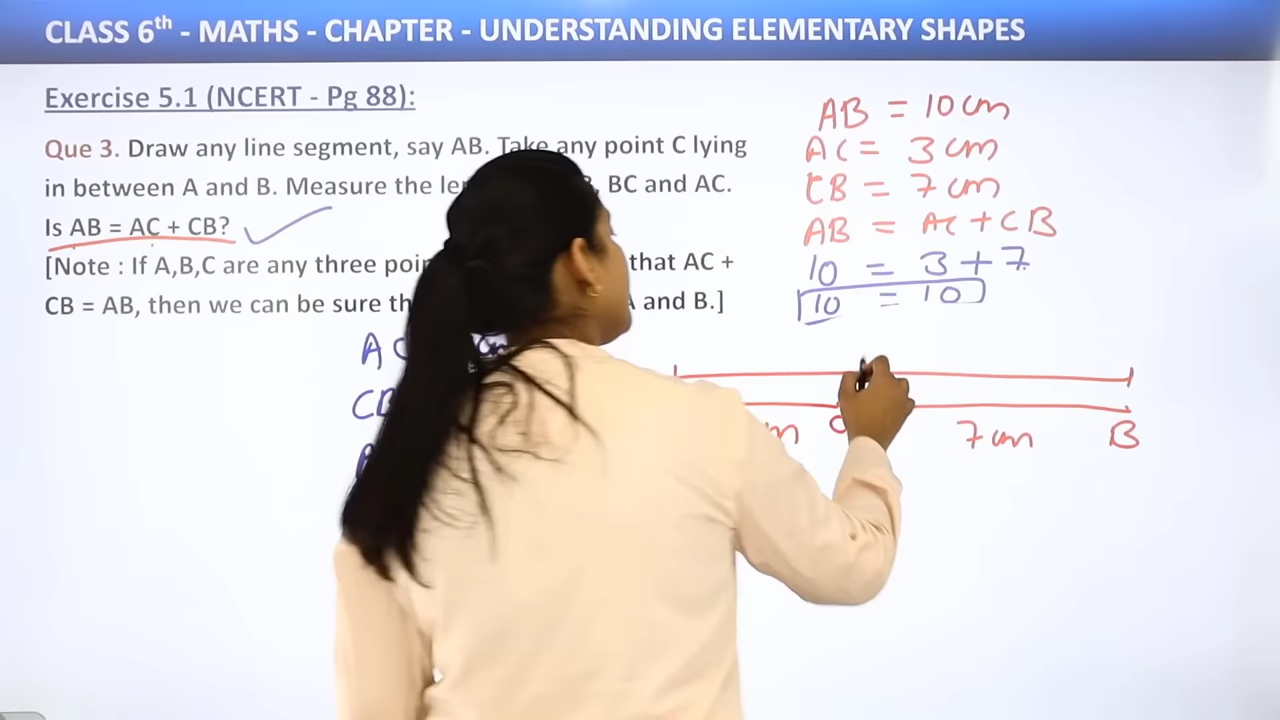 CLASS 6th - MATHS - CHAPTER - UNDERSTANDING ELEMENTARY SHAPES
Exercise 5.1 (NCERT - Pg 88):
Que 3. Draw any line segment, say AB. Take any point C lying
in between A and B. Measure the , BC and AC.
Is AB = AC + CB?
[Note : If A,B,C are any three that AC +
CB = AB, then we can be sure and B.]
AB = 10 cm
AC = 3 cm
CB = 7 cm
AB = AC + CB
10 = 3 + 7
10 = 10
CB
7 cm
B